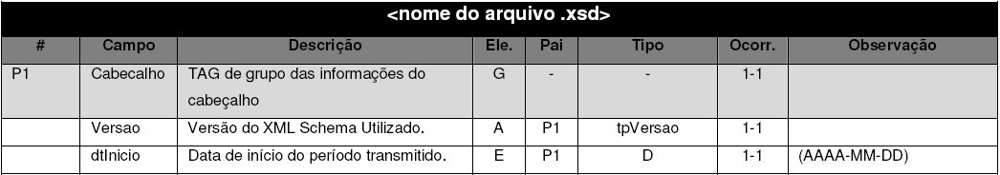 <nome do arquivo .xsd>
# Campo Descrição Ele. Pai Tipo Ocorr. Observação
P1 Cabecalho TAG de grupo das informações do G - - 1-1
cabeçalho
Versao Versão do XML Schema Utilizado. A P1 tpVersao 1-1
dtInicio Data de início do período transmitido. E P1 D 1-1 (AAAA-MM-DD)